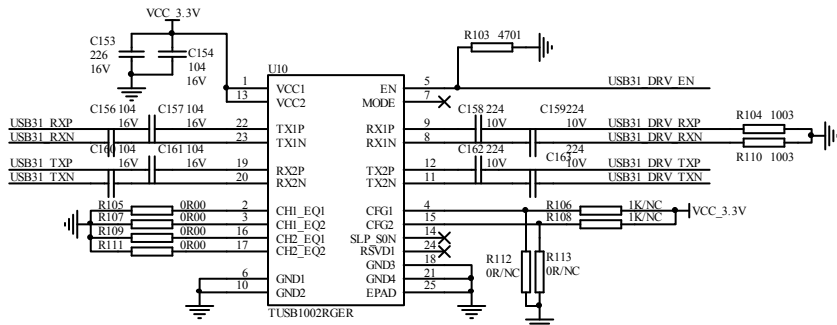 VCC_3.3V
R103 4701
C153
226
16V
C154
104
16V
U10
1 VCC1 EN 5 USB31_DRV_EN
13 VCC2 MODE 7
C156 104 C157 104 C158 224 C159 224
16V 16V 10V 10V R104 1003
USB31_RXP 22 TX1P RX1P 9 USB31_DRV_RXP
USB31_RXN 23 TX1N RX1N 8 USB31_DRV_RXN
C160 104 C161 104 C162 224 C163 224 R110 1003
16V 16V 10V 10V
USB31_TXP 19 RX2P TX2P 12 USB31_DRV_TXP
USB31_TXN 20 RX2N TX2N 11 USB31_DRV_TXN
R105 0R00 2 CH1_EQ1 CFG1 4 R106 1K/NC
R107 0R00 3 CH1_EQ2 CFG2 15 R108 1K/NC VCC_3.3V
R109 0R00 16 CH2_EQ1 SLP_S0N 14
R111 0R00 17 CH2_EQ2 RSVD1 24
GND3 18
6 GND1 GND4 21
10 GND2 EPAD 25
R112
0R/NC
R113
0R/NC
TUSB1002RGER